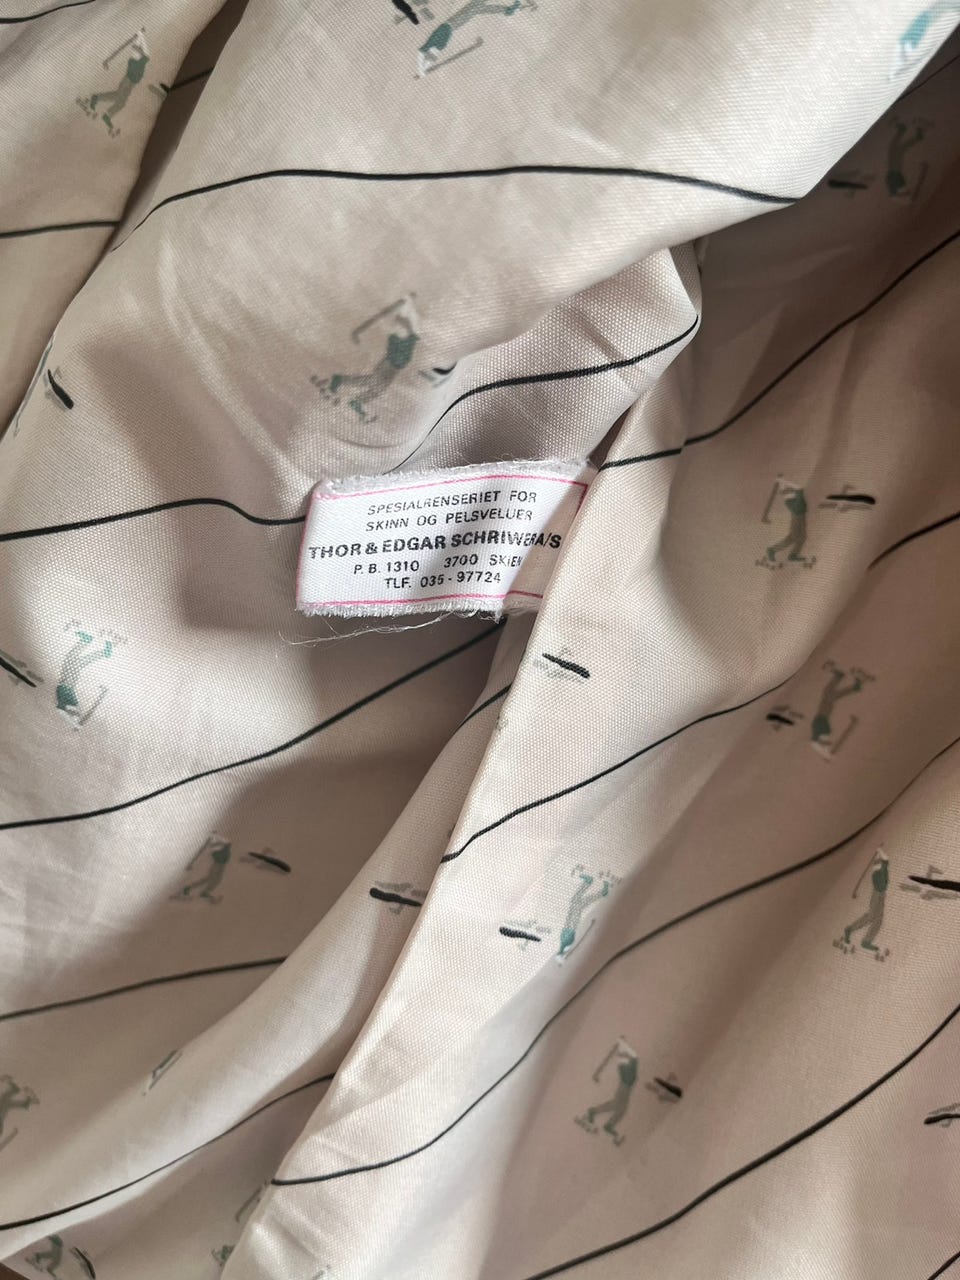 SPESIALRENSERIET FOR
SKINN OG PELSVELUER
THOR & EDGAR SCHRIWER A/S
P.B. 1310 3700 SKIEN
TLF. 035-97724